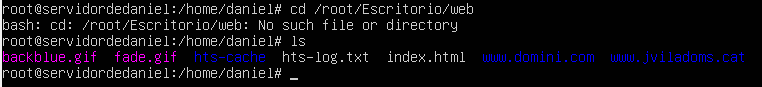 root@servidordedaniel:/home/daniel# cd /root/Escritorio/web
bash: cd: /root/Escritorio/web: No such file or directory
root@servidordedaniel:/home/daniel# ls
backblue.gif fade.gif hts-cache hts-log.txt index.html www.domini.com www.jviladoms.cat
root@servidordedaniel:/home/daniel# _